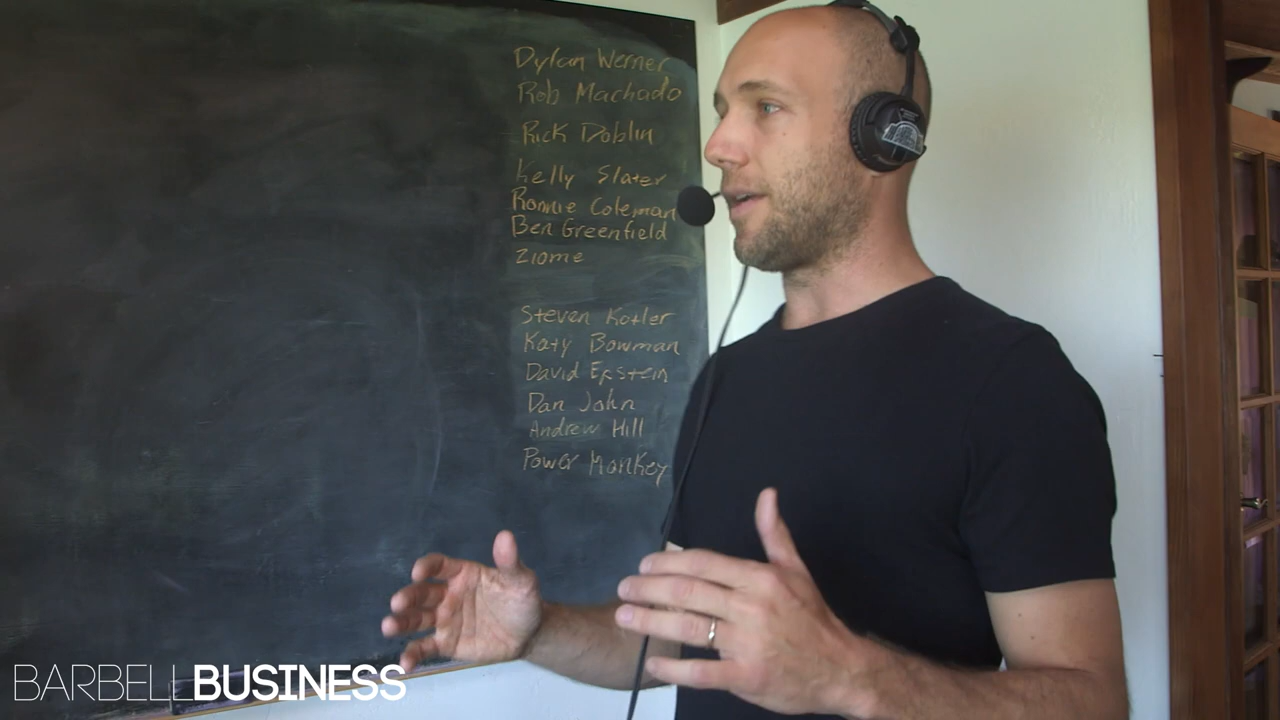 Dylan Werner
Rob Machado
Rick Doblin
Kelly Slater
Ronnie Coleman
Ben Greenfield
Ziome
Steven Kotler
Katy Bowman
David Epstein
Dan John
Andrew Hill
Power Monkey
BARBELLBUSINESS